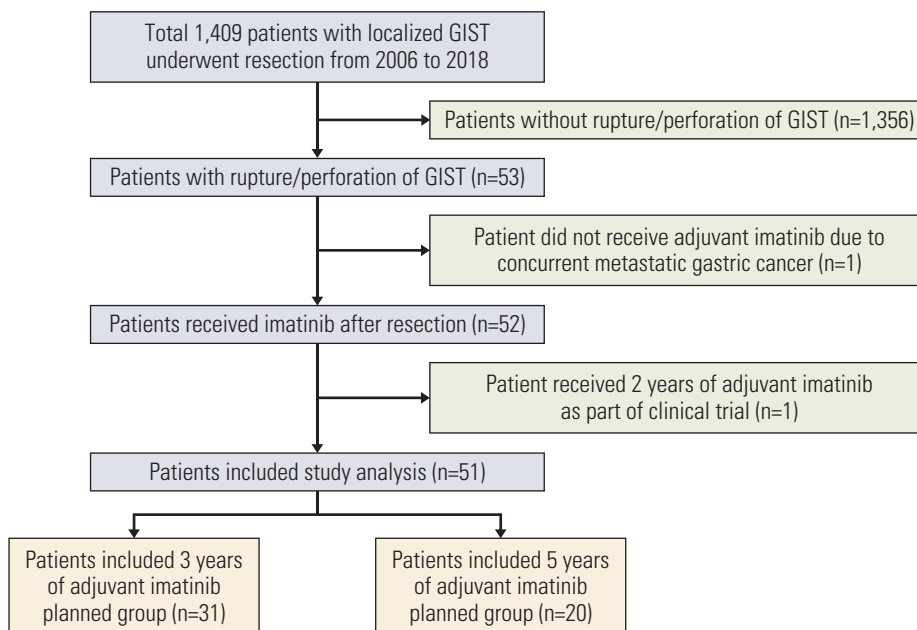 Total 1,409 patients with localized GIST
underwent resection from 2006 to 2018
Patients without rupture/perforation of GIST (n=1,356)
Patients with rupture/perforation of GIST (n=53)
Patient did not receive adjuvant imatinib due to
concurrent metastatic gastric cancer (n=1)
Patients received imatinib after resection (n=52)
Patient received 2 years of adjuvant imatinib
as part of clinical trial (n=1)
Patients included study analysis (n=51)
Patients included 3 years
of adjuvant imatinib
planned group (n=31)
Patients included 5 years
of adjuvant imatinib
planned group (n=20)